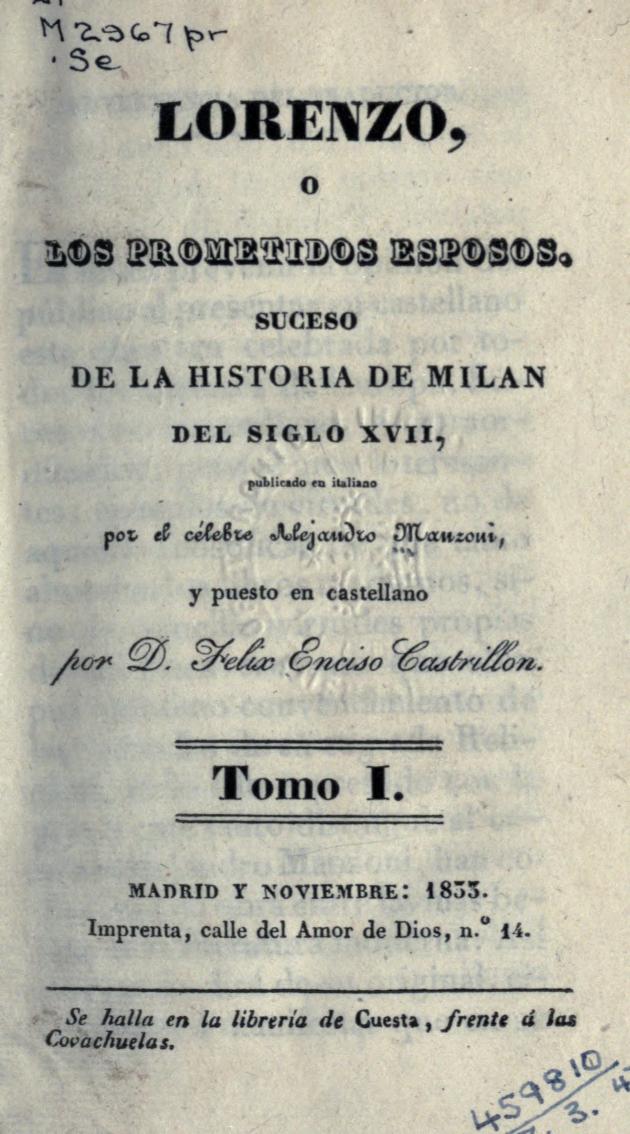 M2967pr
.Se
LORENZO,
O
LOS PROMETIDOS ESPOSOS.
SUCESO
DE LA HISTORIA DE MILAN
DEL SIGLO XVII,
publicado en italiano
por el célebre Alejandro Manzoni,
y puesto en castellano
por D. Felix Enciso Castrillon.
Tomo I.
MADRID Y NOVIEMBRE: 1833.
Imprenta, calle del Amor de Dios, n.º 14.
Se halla en la librería de Cuesta, frente á las
Covachuelas.
459810
3.